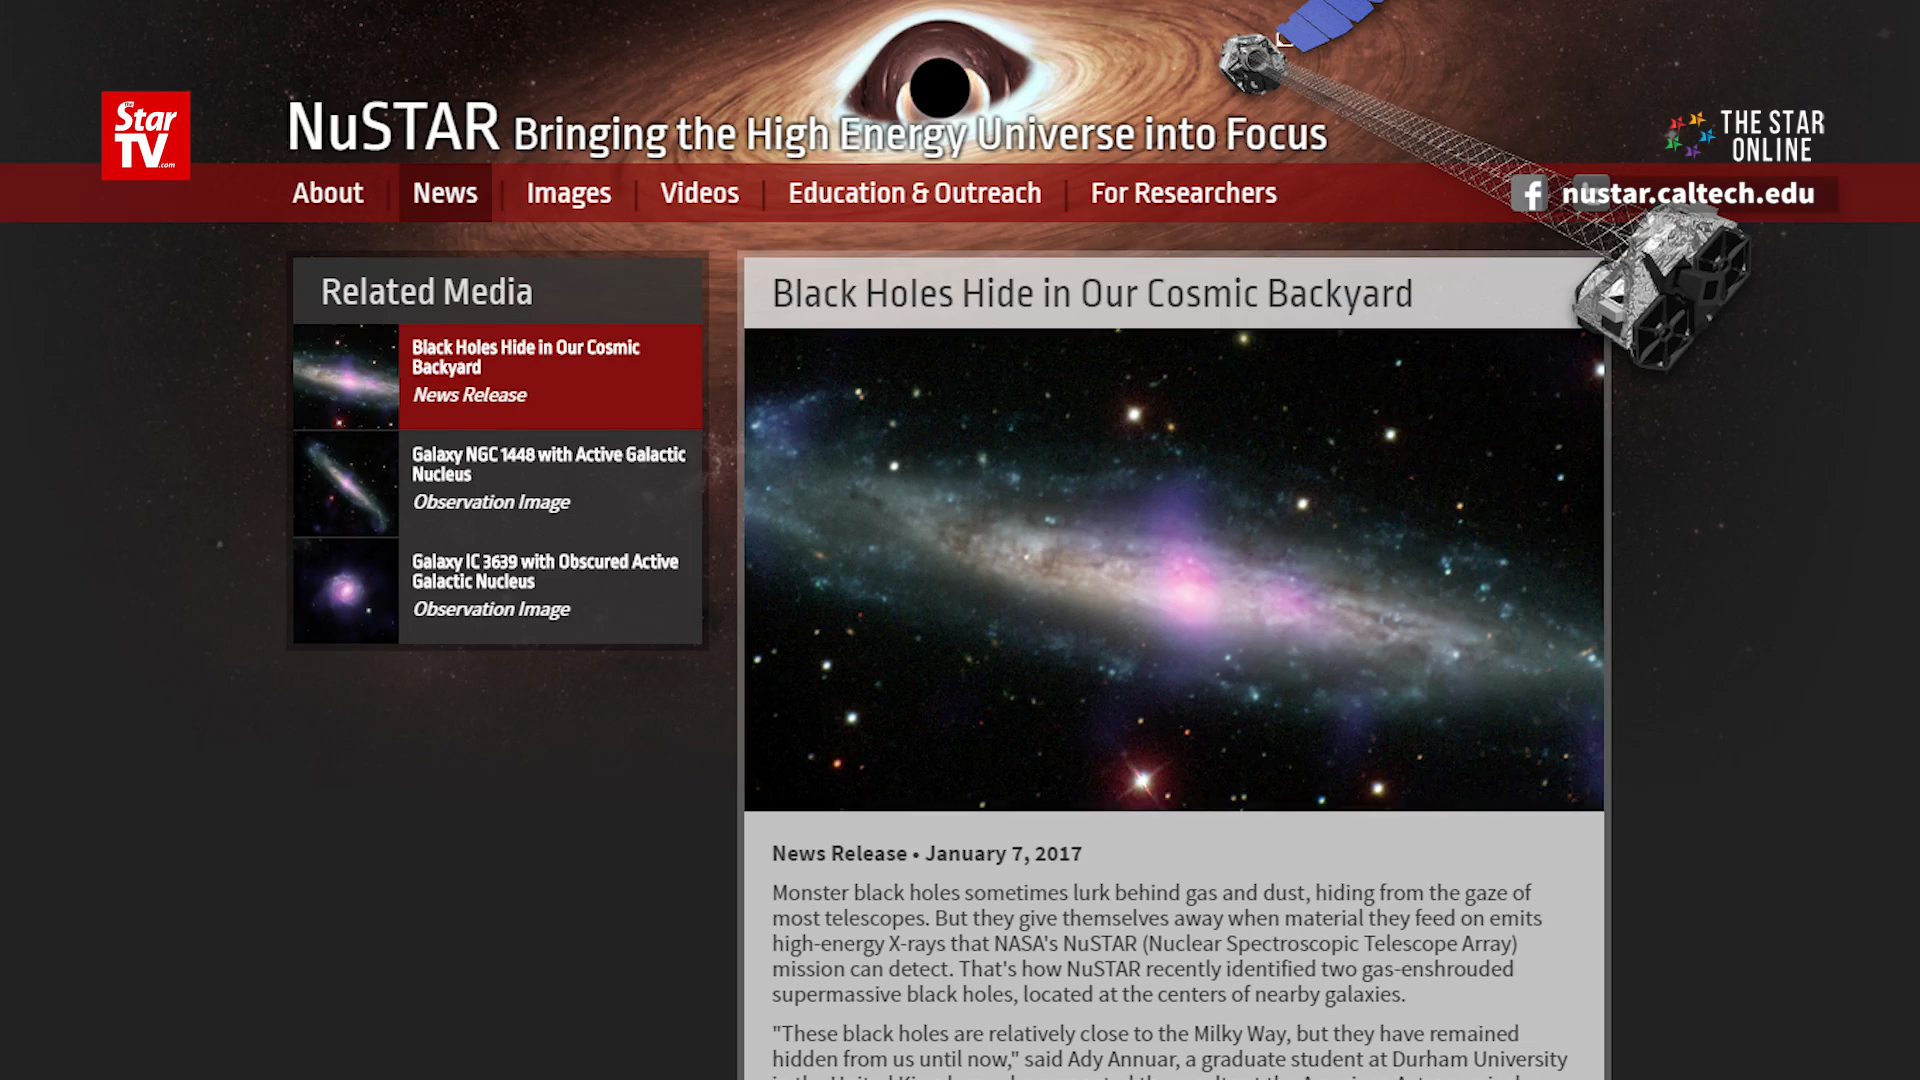 The Star TV.com
NuSTAR Bringing the High Energy Universe into Focus
THE STAR
ONLINE
About
News
Images
Videos
Education & Outreach
For Researchers
f nustar.caltech.edu
Related Media
Black Holes Hide in Our Cosmic
Backyard
News Release
Galaxy NGC 1448 with Active Galactic
Nucleus
Observation Image
Galaxy IC 3639 with Obscured Active
Galactic Nucleus
Observation Image
Black Holes Hide in Our Cosmic Backyard
News Release • January 7, 2017
Monster black holes sometimes lurk behind gas and dust, hiding from the gaze of
most telescopes. But they give themselves away when material they feed on emits
high-energy X-rays that NASA's NuSTAR (Nuclear Spectroscopic Telescope Array)
mission can detect. That's how NuSTAR recently identified two gas-enshrouded
supermassive black holes, located at the centers of nearby galaxies.
"These black holes are relatively close to the Milky Way, but they have remained
hidden from us until now," said Ady Annuar, a graduate student at Durham University